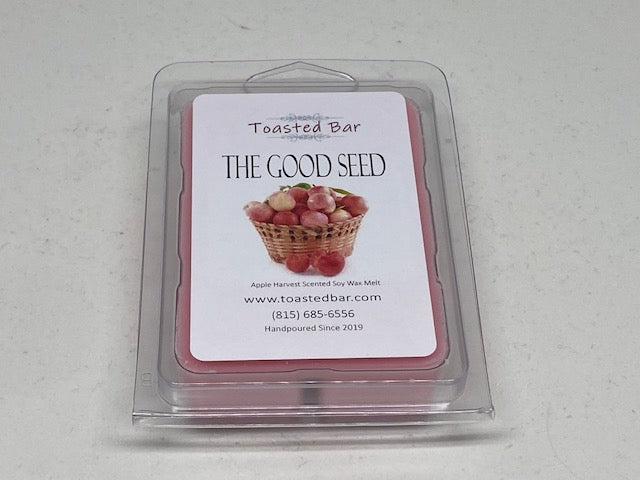 Toasted Bar
THE GOOD SEED
Apple Harvest Scented Soy Wax Melt
www.toastedbar.com
(815) 685-6556
Handpoured Since 2019